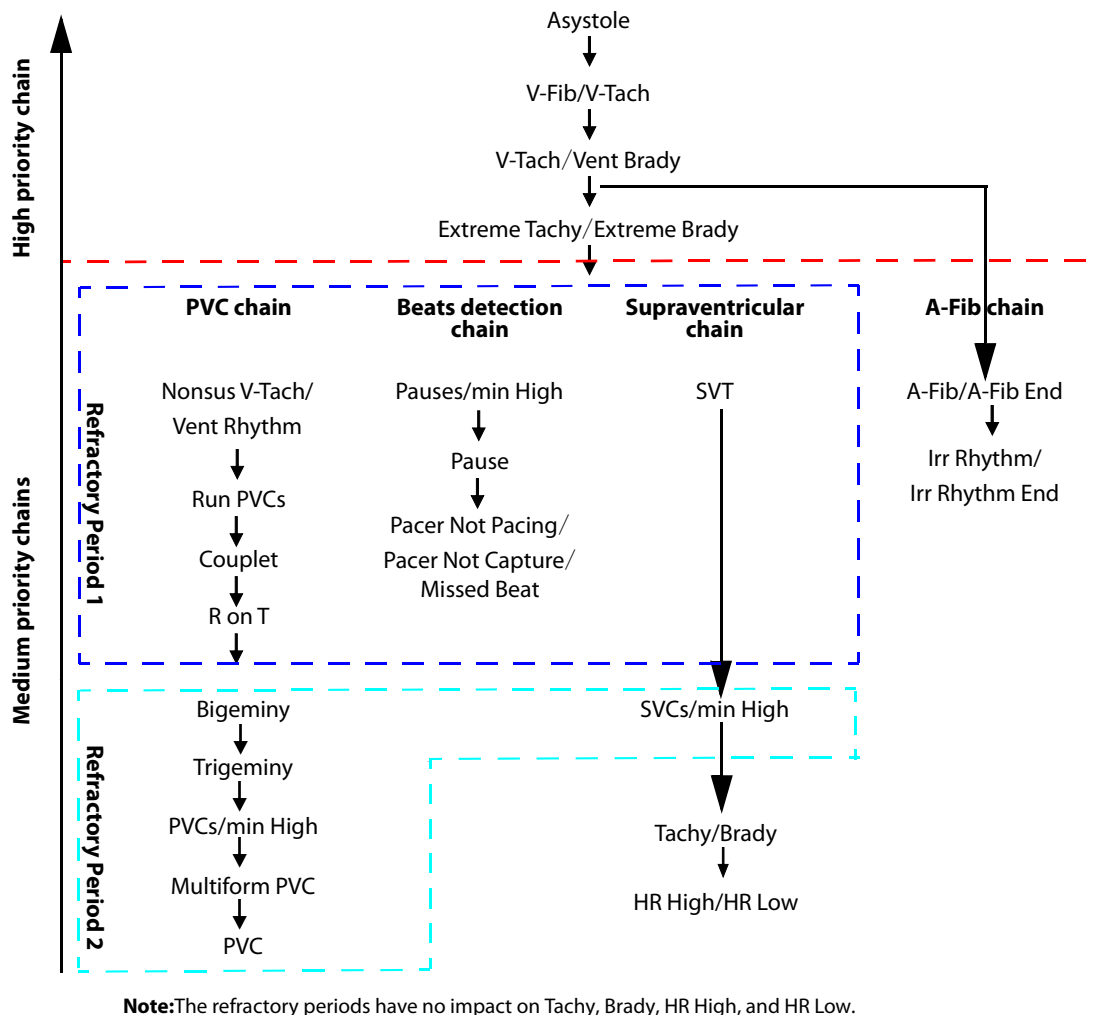 High priority chain
Asystole
V-Fib/V-Tach
V-Tach/Vent Brady
Extreme Tachy/Extreme Brady
Medium priority chains
Refractory Period 1
PVC chain
Nonsus V-Tach/
Vent Rhythm
Run PVCs
Couplet
R on T
Beats detection
chain
Pauses/min High
Pause
Pacer Not Pacing/
Pacer Not Capture/
Missed Beat
Supraventricular
chain
SVT
A-Fib chain
A-Fib/A-Fib End
Irr Rhythm/
Irr Rhythm End
Refractory Period 2
Bigeminy
Trigeminy
PVCs/min High
Multiform PVC
PVC
SVCs/min High
Tachy/Brady
HR High/HR Low
Note:The refractory periods have no impact on Tachy, Brady, HR High, and HR Low.